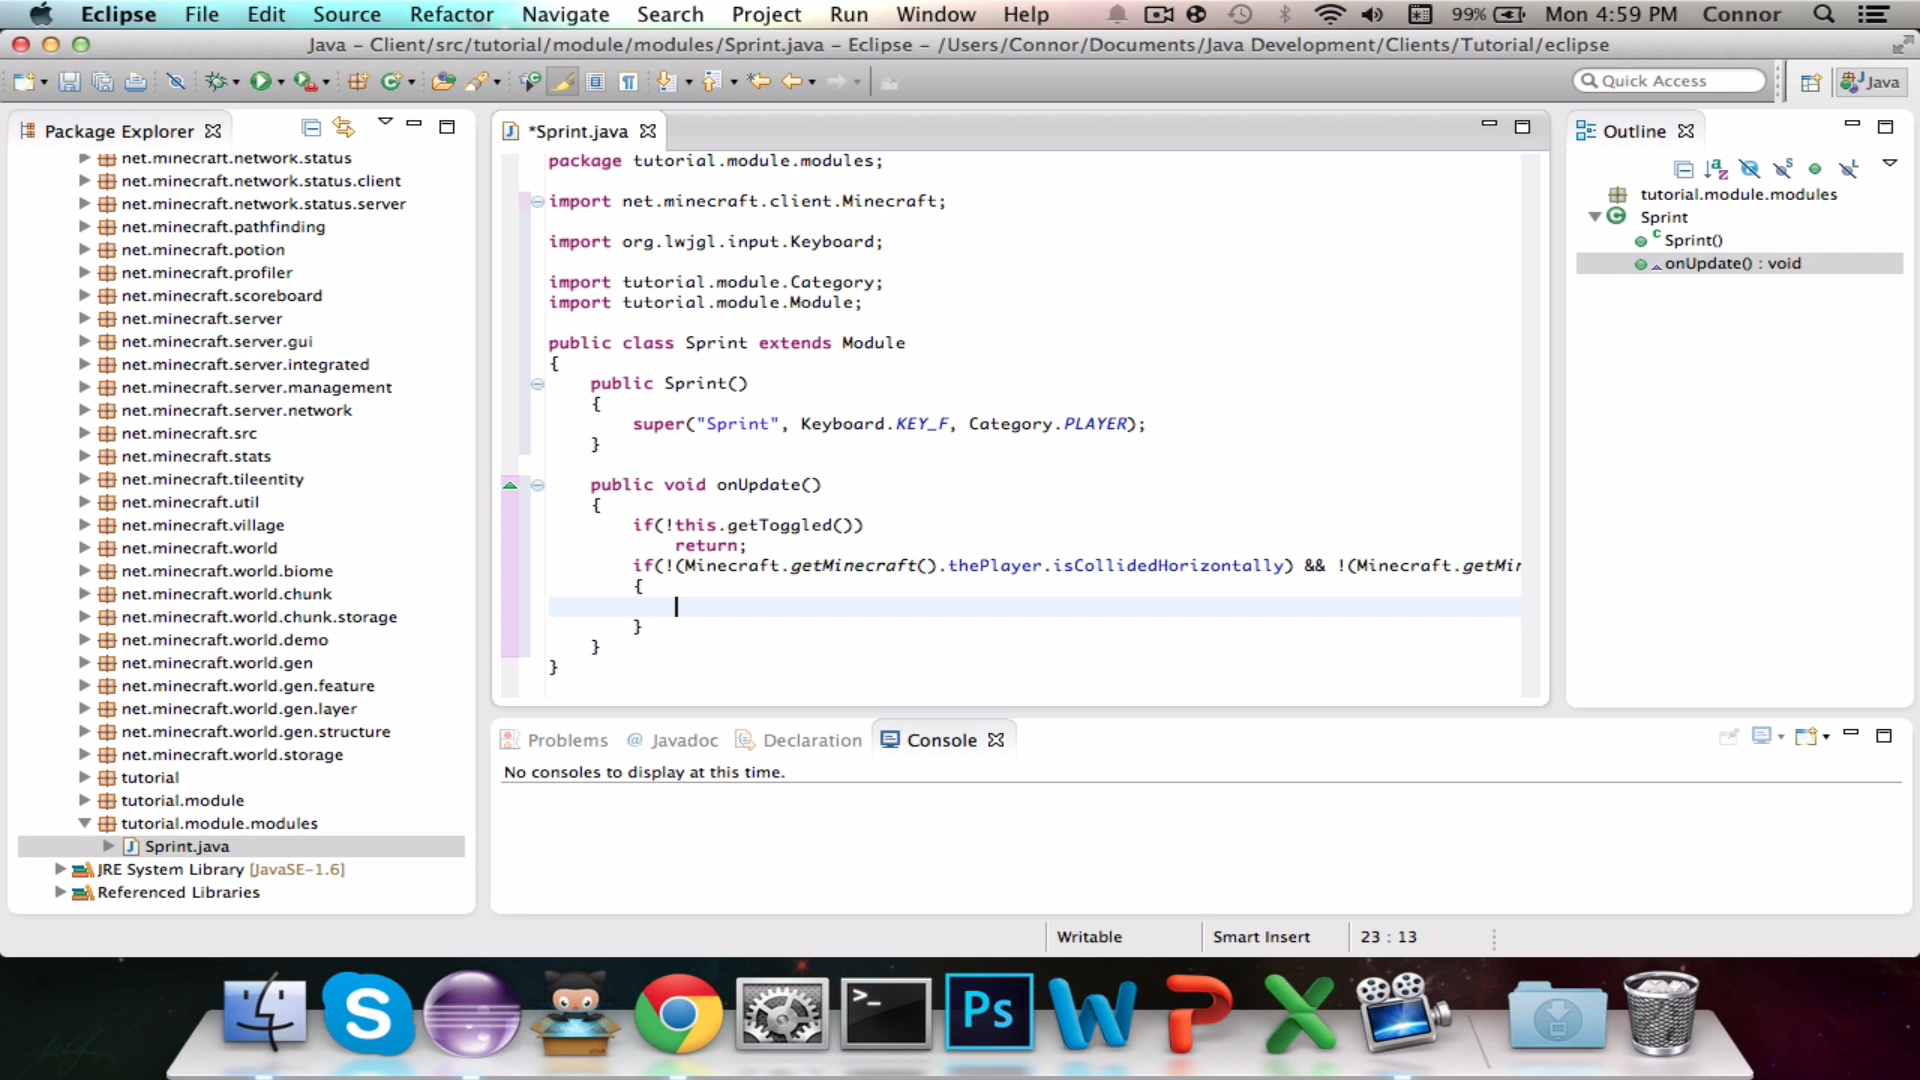 Eclipse File Edit Source Refactor Navigate Search Project Run Window Help 99% Mon 4:59 PM Connor
Java – Client/src/tutorial/module/modules/Sprint.java – Eclipse – /Users/Connor/Documents/Java Development/Clients/Tutorial/eclipse
Quick Access
Java
Package Explorer
net.minecraft.network.status
net.minecraft.network.status.client
net.minecraft.network.status.server
net.minecraft.pathfinding
net.minecraft.potion
net.minecraft.profiler
net.minecraft.scoreboard
net.minecraft.server
net.minecraft.server.gui
net.minecraft.server.integrated
net.minecraft.server.management
net.minecraft.server.network
net.minecraft.src
net.minecraft.stats
net.minecraft.tileentity
net.minecraft.util
net.minecraft.village
net.minecraft.world
net.minecraft.world.biome
net.minecraft.world.chunk
net.minecraft.world.chunk.storage
net.minecraft.world.demo
net.minecraft.world.gen
net.minecraft.world.gen.feature
net.minecraft.world.gen.layer
net.minecraft.world.gen.structure
net.minecraft.world.storage
tutorial
tutorial.module
tutorial.module.modules
Sprint.java
JRE System Library [JavaSE-1.6]
Referenced Libraries
*Sprint.java
package tutorial.module.modules;
import net.minecraft.client.Minecraft;
import org.lwjgl.input.Keyboard;
import tutorial.module.Category;
import tutorial.module.Module;
public class Sprint extends Module
{
public Sprint()
{
super("Sprint", Keyboard.KEY_F, Category.PLAYER);
}
public void onUpdate()
{
if(!this.getToggled())
return;
if(!(Minecraft.getMinecraft().thePlayer.isCollidedHorizontally) && !(Minecraft.getMin
{
}
}
}
Outline
tutorial.module.modules
Sprint
Sprint()
onUpdate() : void
Problems @ Javadoc Declaration Console
No consoles to display at this time.
Writable Smart Insert 23 : 13
Ps